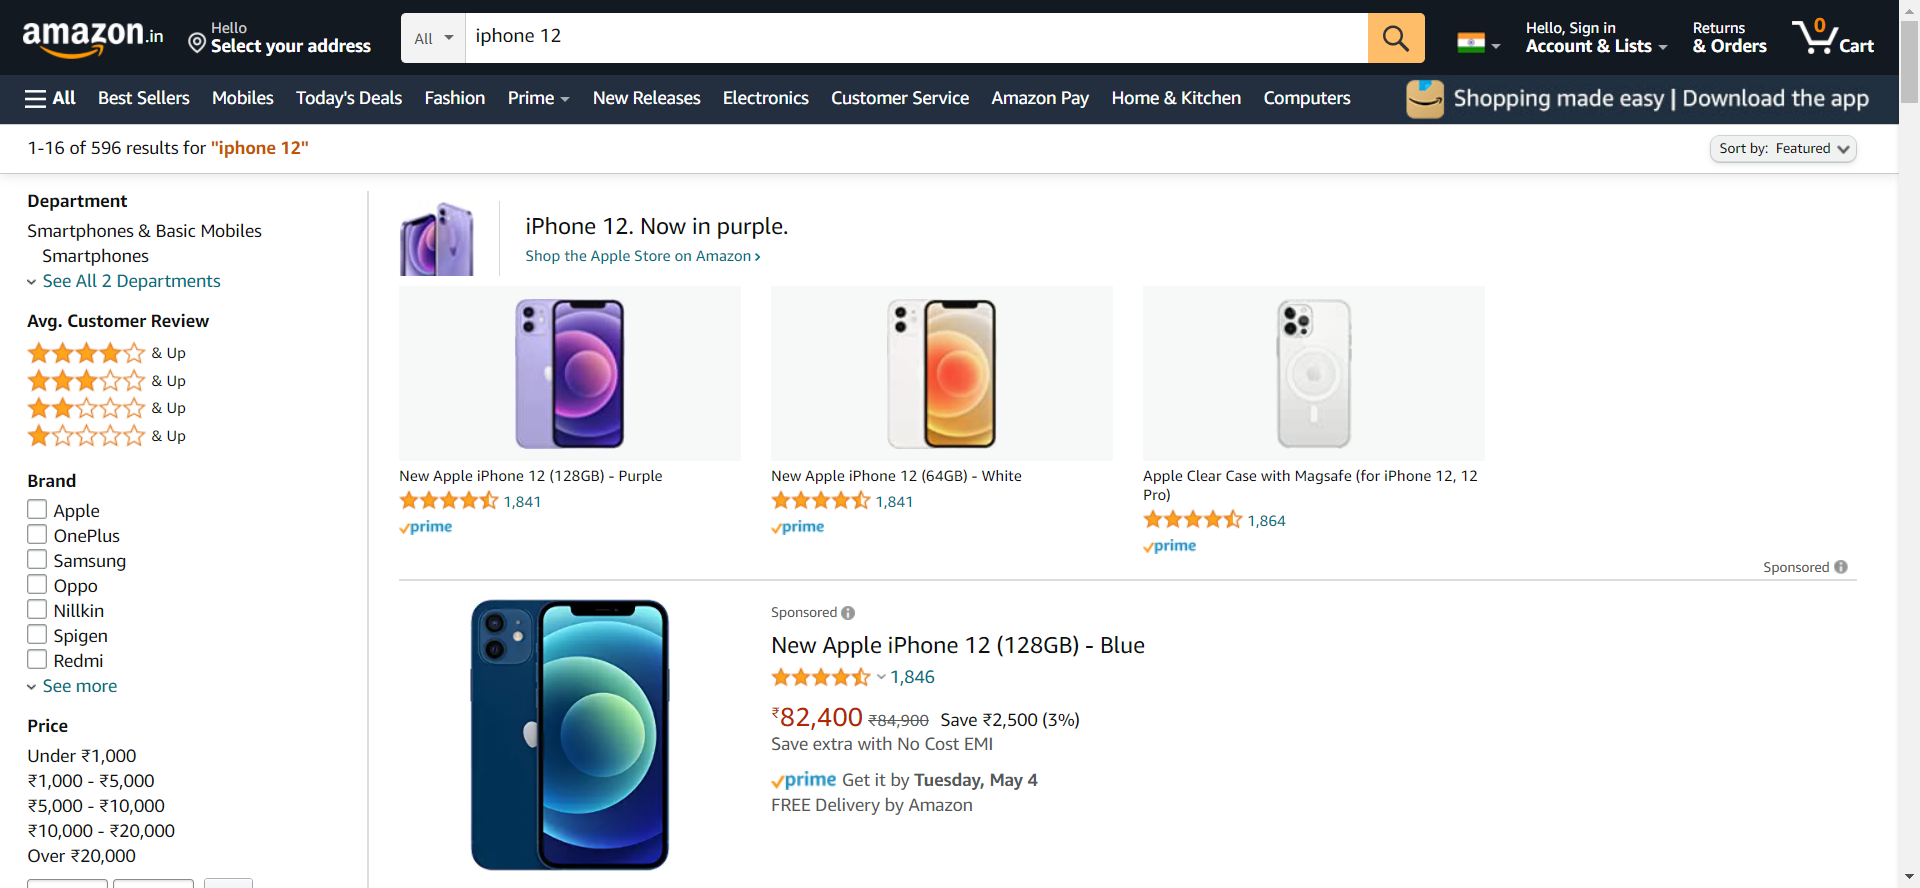 amazon.in
Hello
Select your address
All
iphone 12
Hello, Sign in
Account & Lists
Returns
& Orders
0
Cart
All
Best Sellers
Mobiles
Today's Deals
Fashion
Prime
New Releases
Electronics
Customer Service
Amazon Pay
Home & Kitchen
Computers
Shopping made easy | Download the app
1-16 of 596 results for "iphone 12"
Sort by: Featured
Department
Smartphones & Basic Mobiles
Smartphones
See All 2 Departments
Avg. Customer Review
& Up
& Up
& Up
& Up
Brand
Apple
OnePlus
Samsung
Oppo
Nillkin
Spigen
Redmi
See more
Price
Under ₹1,000
₹1,000 - ₹5,000
₹5,000 - ₹10,000
₹10,000 - ₹20,000
Over ₹20,000
iPhone 12. Now in purple.
Shop the Apple Store on Amazon ›
New Apple iPhone 12 (128GB) - Purple
1,841
prime
New Apple iPhone 12 (64GB) - White
1,841
prime
Apple Clear Case with Magsafe (for iPhone 12, 12
Pro)
1,864
prime
Sponsored
Sponsored
New Apple iPhone 12 (128GB) - Blue
1,846
₹82,400 ₹84,900 Save ₹2,500 (3%)
Save extra with No Cost EMI
prime Get it by Tuesday, May 4
FREE Delivery by Amazon